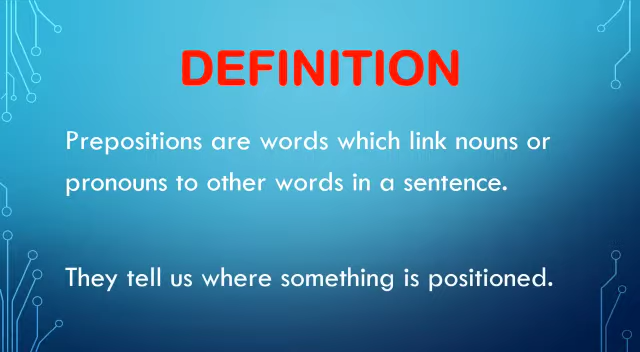 DEFINITION
Prepositions are words which link nouns or
pronouns to other words in a sentence.
They tell us where something is positioned.